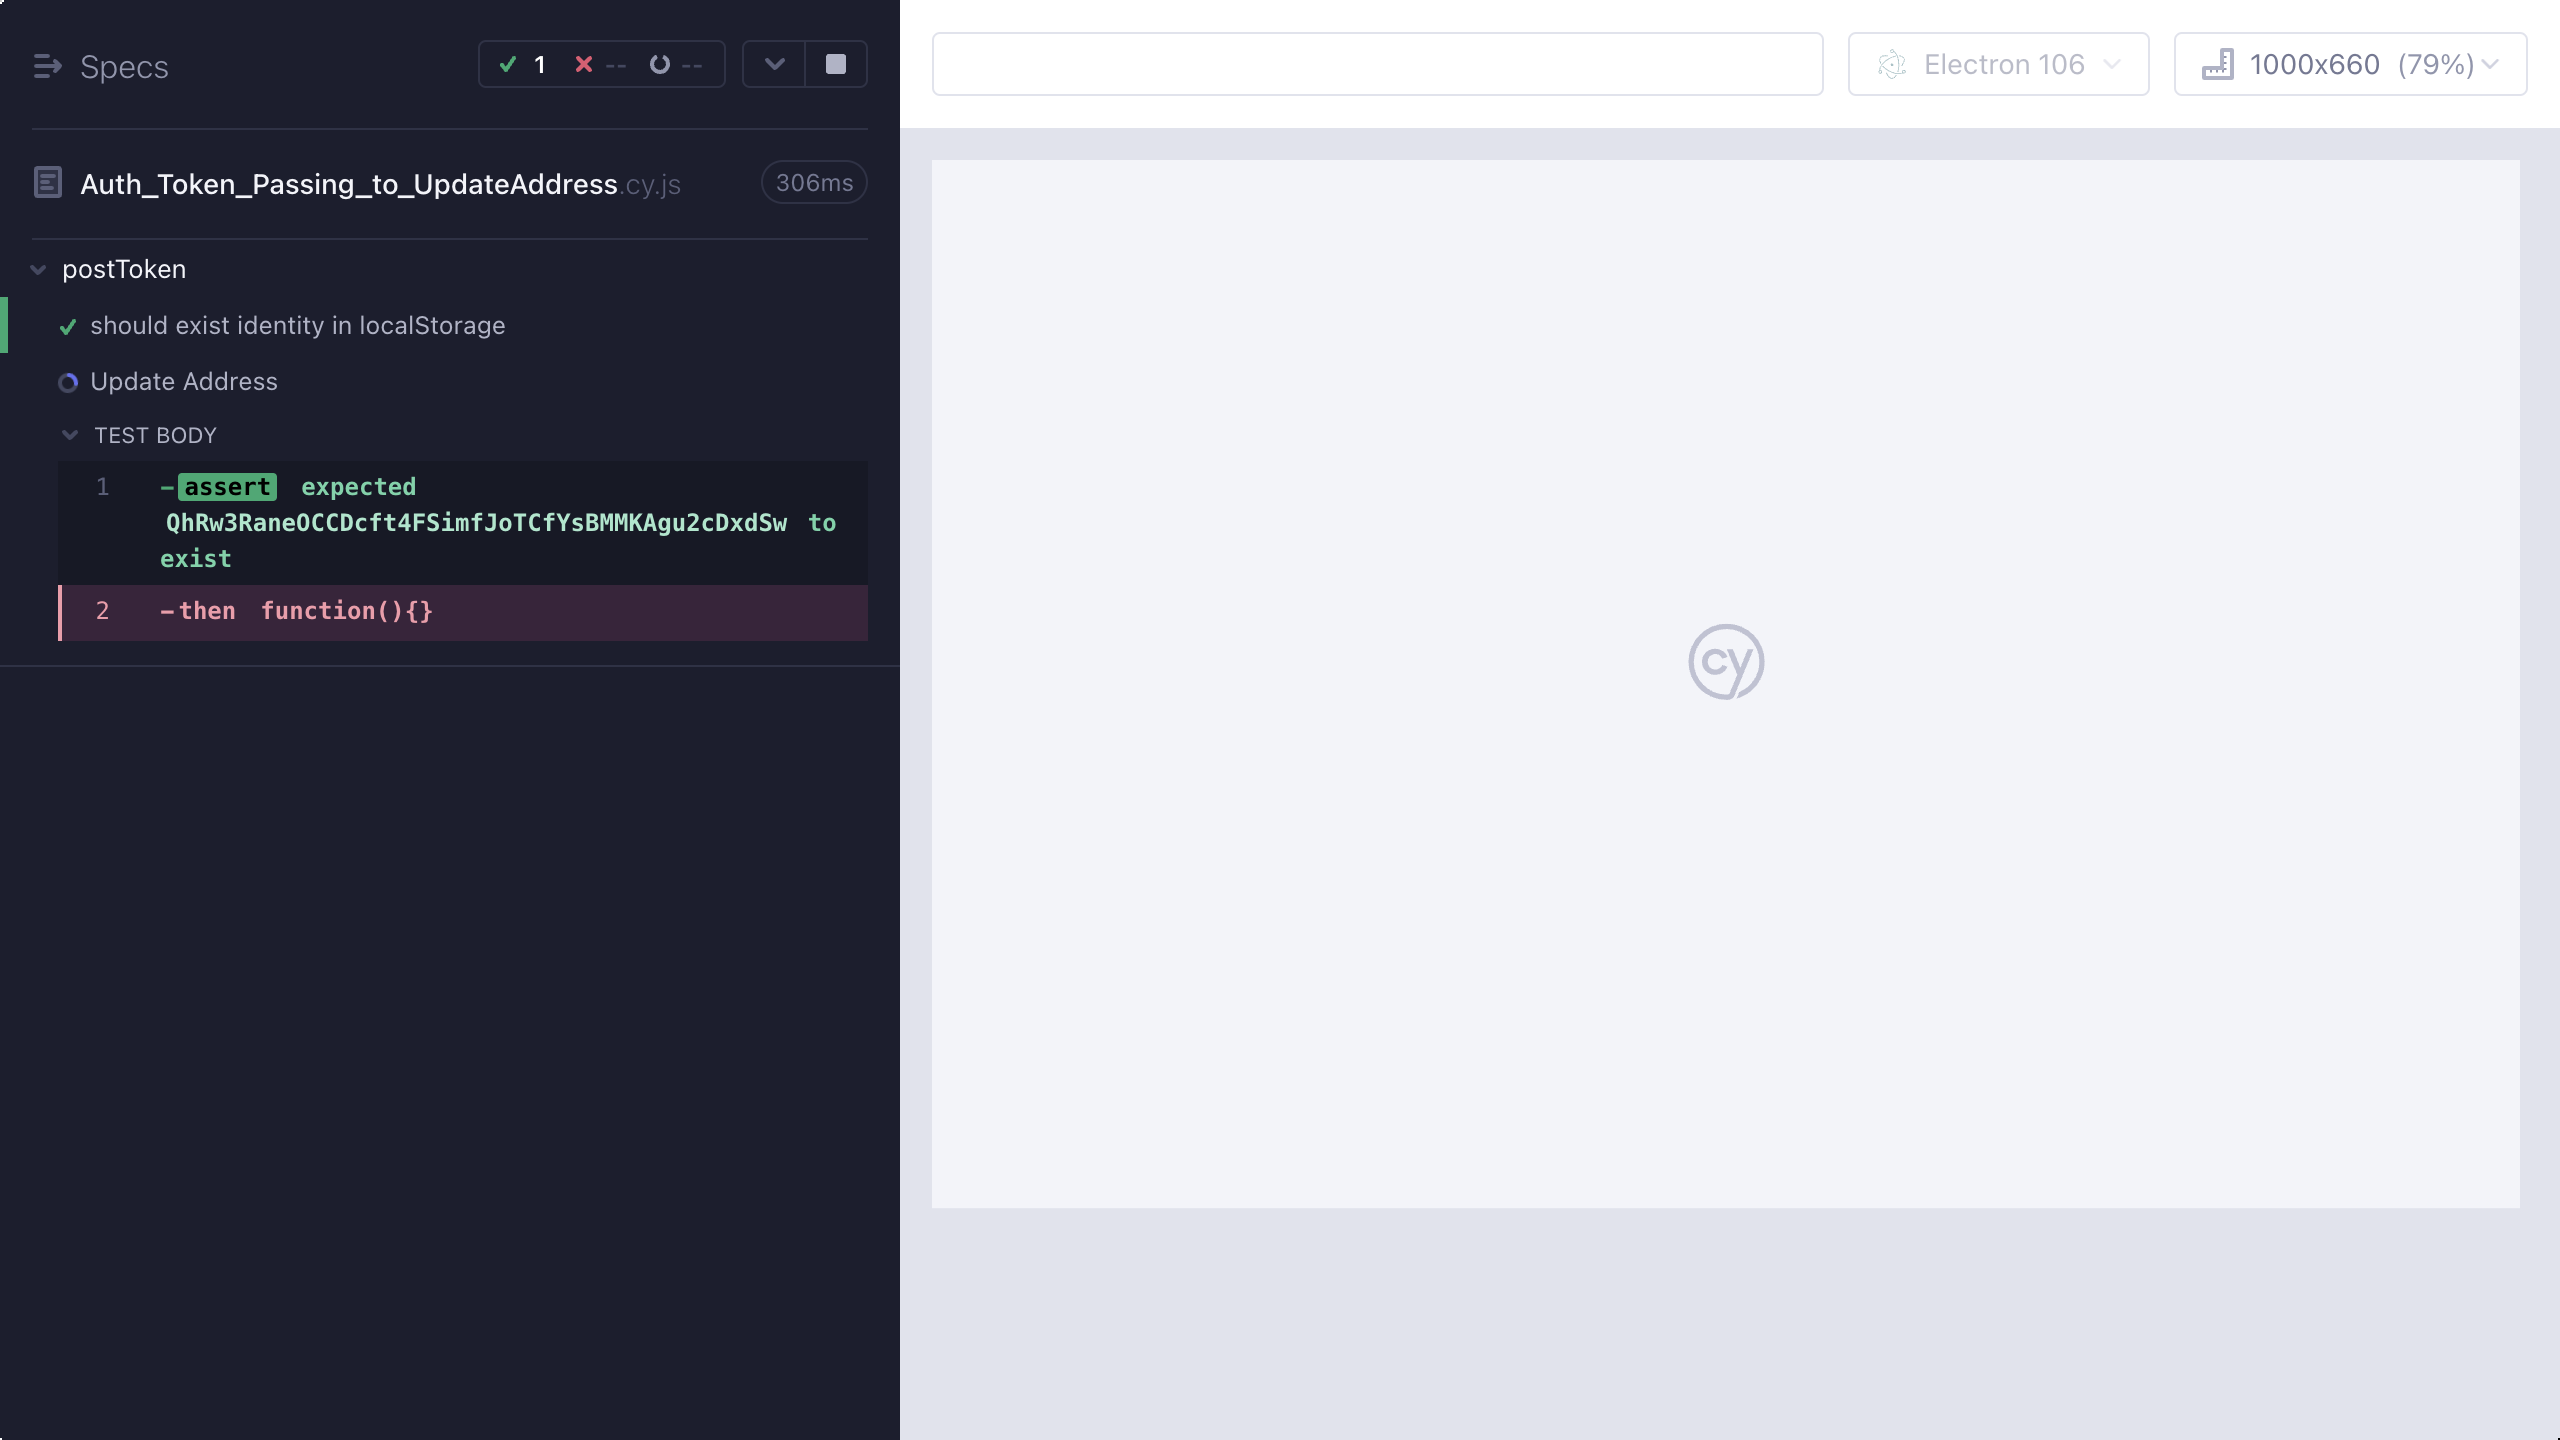 Specs
1 -- --
Auth_Token_Passing_to_UpdateAddress.cy.js 306ms
postToken
should exist identity in localStorage
Update Address
TEST BODY
1 -assert expected
QhRw3RaneOCCDcft4FSimfJoTCfYsBMMKAgu2cDxdSw to
exist
2 -then function(){}
Electron 106
1000x660 (79%)
cy